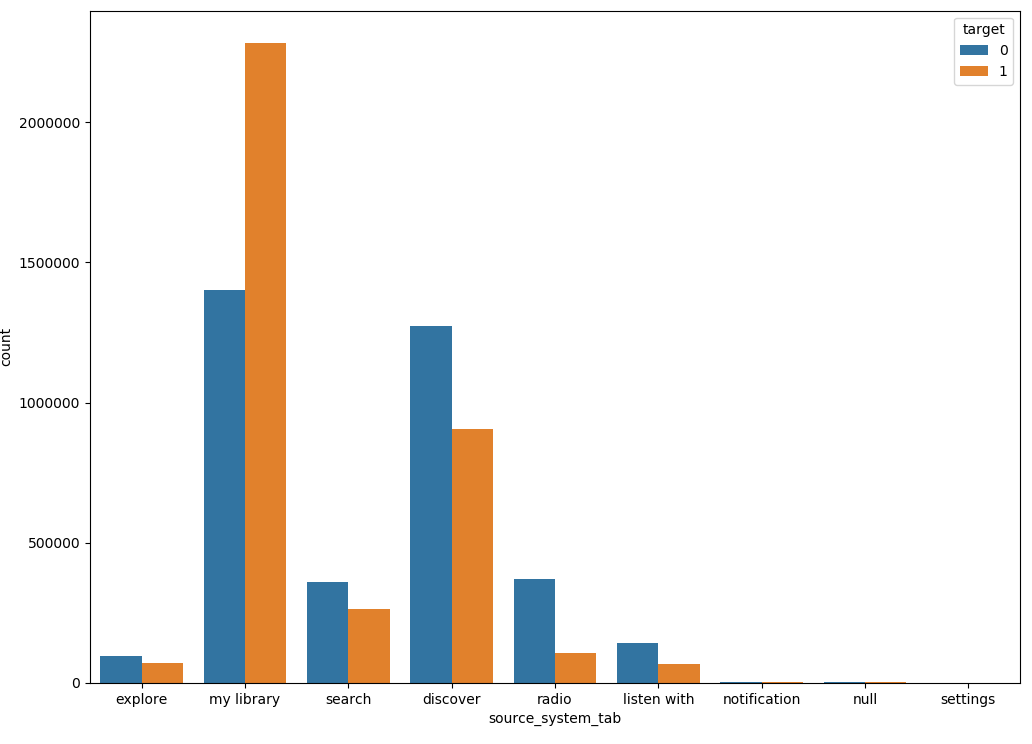 target
0
1
2000000
1500000
1000000
500000
0
count
explore my library search discover radio listen with notification null settings
source_system_tab